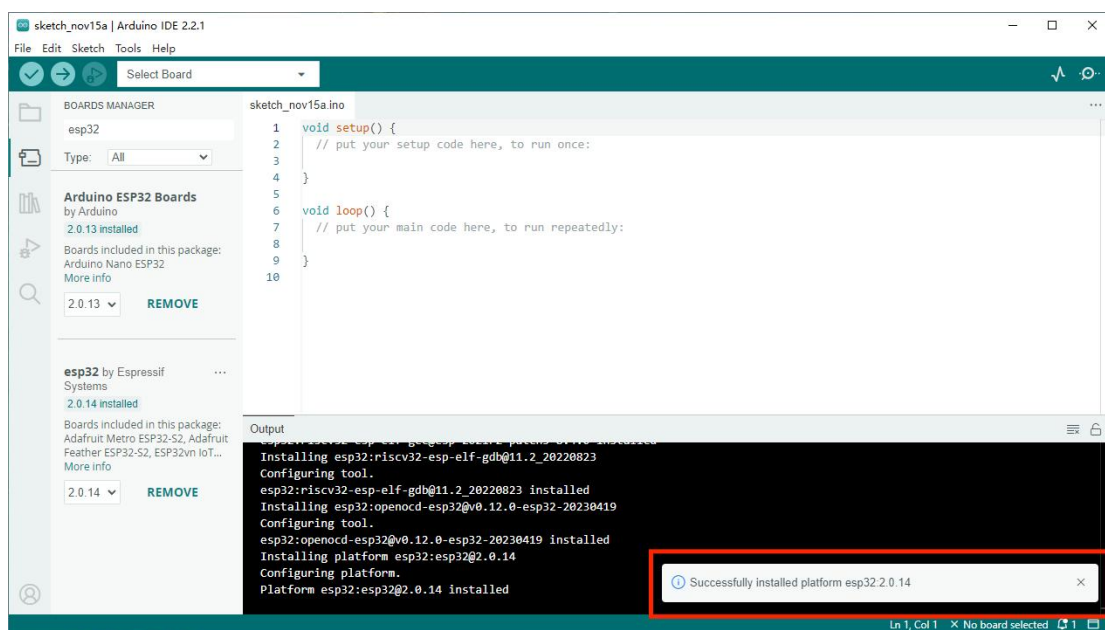 sketch_nov15a | Arduino IDE 2.2.1
File Edit Sketch Tools Help
Select Board
BOARDS MANAGER
esp32
Type: All
Arduino ESP32 Boards
by Arduino
2.0.13 installed
Boards included in this package:
Arduino Nano ESP32
More info
2.0.13 REMOVE
esp32 by Espressif ...
Systems
2.0.14 installed
Boards included in this package:
Adafruit Metro ESP32-S2, Adafruit
Feather ESP32-S2, ESP32vn IoT...
More info
2.0.14 REMOVE
sketch_nov15a.ino
1 void setup() {
2 // put your setup code here, to run once:
3
4 }
5
6 void loop() {
7 // put your main code here, to run repeatedly:
8
9 }
10
Output
Installing esp32:riscv32-esp-elf-gdb@11.2_20220823
Configuring tool.
esp32:riscv32-esp-elf-gdb@11.2_20220823 installed
Installing esp32:openocd-esp32@v0.12.0-esp32-20230419
Configuring tool.
esp32:openocd-esp32@v0.12.0-esp32-20230419 installed
Installing platform esp32:esp32@2.0.14
Configuring platform.
Platform esp32:esp32@2.0.14 installed
Successfully installed platform esp32:2.0.14
Ln 1, Col 1 × No board selected 1